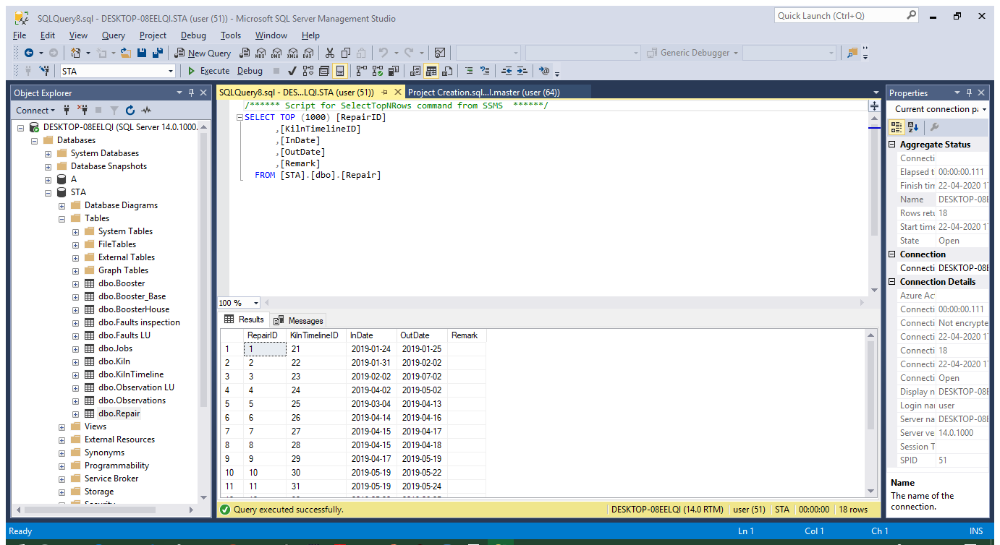 SQLQuery8.sql - DESKTOP-08EELQI.STA (user (51)) - Microsoft SQL Server Management Studio
Quick Launch (Ctrl+Q)
File Edit View Query Project Debug Tools Window Help
New Query MDX DMX XMLA DAX Generic Debugger
STA Execute Debug
Object Explorer
Connect
DESKTOP-08EELQI (SQL Server 14.0.1000.
Databases
System Databases
Database Snapshots
A
STA
Database Diagrams
Tables
System Tables
FileTables
External Tables
Graph Tables
dbo.Booster
dbo.Booster_Base
dbo.BoosterHouse
dbo.Faults inspection
dbo.Faults LU
dbo.Jobs
dbo.Kiln
dbo.KilnTimeline
dbo.Observation LU
dbo.Observations
dbo.Repair
Views
External Resources
Synonyms
Programmability
Service Broker
Storage
Security
SQLQuery8.sql - DES...LQI.STA (user (51)) Project Creation.sql...l.master (user (64))
/****** Script for SelectTopNRows command from SSMS ******/
SELECT TOP (1000) [RepairID]
,[KilnTimelineID]
,[InDate]
,[OutDate]
,[Remark]
FROM [STA].[dbo].[Repair]
100 %
Results Messages
RepairID KilnTimelineID InDate OutDate Remark
1 1 21 2019-01-24 2019-01-25
2 2 22 2019-01-31 2019-02-02
3 3 23 2019-02-02 2019-07-02
4 4 24 2019-04-02 2019-05-02
5 5 25 2019-03-04 2019-04-13
6 6 26 2019-04-14 2019-04-16
7 7 27 2019-04-15 2019-04-17
8 8 28 2019-04-15 2019-04-18
9 9 29 2019-04-17 2019-05-19
10 10 30 2019-05-19 2019-05-22
11 11 31 2019-05-19 2019-05-24
Query executed successfully. DESKTOP-08EELQI (14.0 RTM) user (51) STA 00:00:00 18 rows
Properties
Current connection pa
Aggregate Status
Connecti
Elapsed t 00:00:00.111
Finish tim 22-04-2020 1
Name DESKTOP-08E
Rows retu 18
Start time 22-04-2020 1
State Open
Connection
Connecti DESKTOP-08E
Connection Details
Azure Ac
Connecti 00:00:00.111
Connecti Not encrypte
Connecti 22-04-2020 1
Connecti 18
Connecti 22-04-2020 1
Connecti Open
Display n DESKTOP-08E
Login nar user
Server na DESKTOP-08E
Server ve 14.0.1000
Session T
SPID 51
Name
The name of the
connection.
Ready Ln 1 Col 1 Ch 1 INS